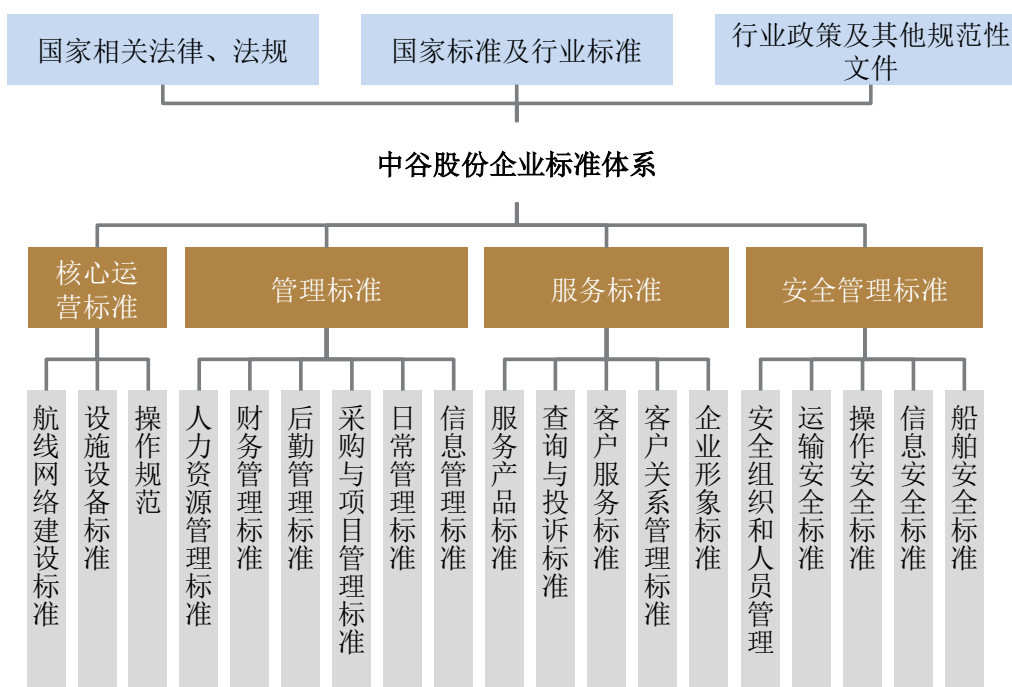 国家相关法律、法规
国家标准及行业标准
行业政策及其他规范性
文件
中谷股份企业标准体系
核心运
营标准
管理标准
服务标准
安全管理标准
航线网络建设标准
设施设备标准
操作规范
人力资源管理标准
财务管理标准
后勤管理标准
采购与项目管理标准
日常管理标准
信息管理标准
服务产品标准
查询与投诉标准
客户服务标准
客户关系管理标准
企业形象标准
安全组织和人员管理
运输安全标准
操作安全标准
信息安全标准
船舶安全标准